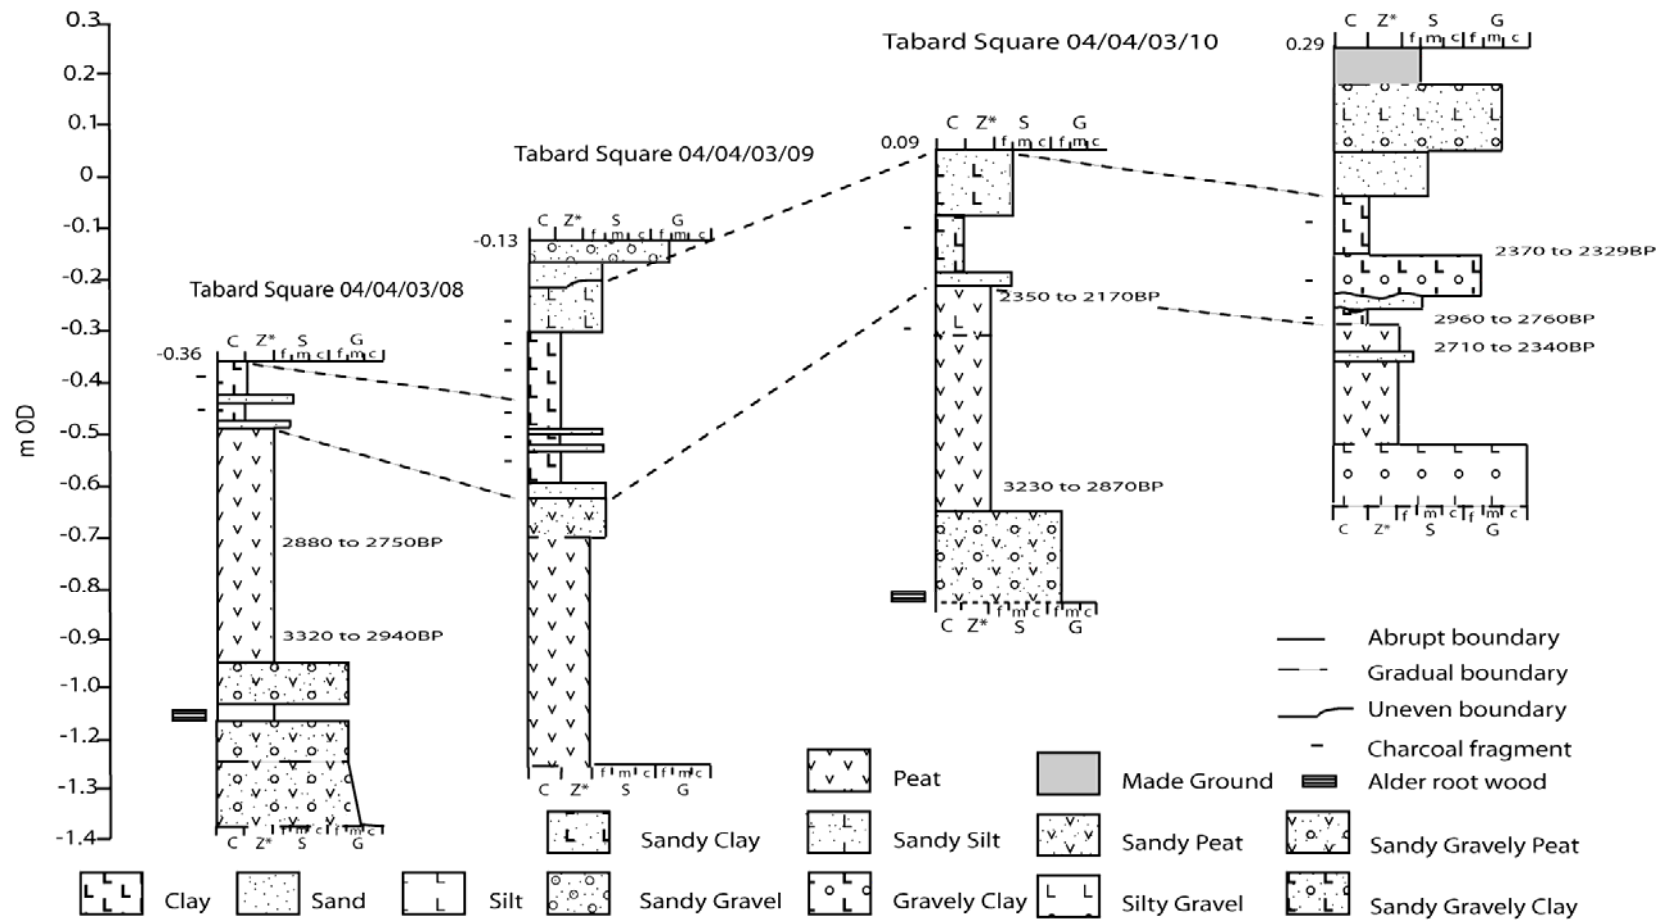 0.3
0.2
0.1
0
-0.1
-0.2
-0.3
-0.4
-0.5
-0.6
-0.7
-0.8
-0.9
-1.0
-1.2
-1.3
-1.4
m OD
Tabard Square 04/04/03/08
-0.36
C Z* S G
f m c f m c
2880 to 2750BP
3320 to 2940BP
f m c f m c
C Z* S G
Tabard Square 04/04/03/09
-0.13
C Z* S G
f m c f m c
f m c f m c
C Z* S G
Tabard Square 04/04/03/10
0.09
C Z* S G
f m c f m c
2350 to 2170BP
3230 to 2870BP
f m c f m c
C Z* S G
0.29
C Z* S G
f m c f m c
2370 to 2329BP
2960 to 2760BP
2710 to 2340BP
f m c f m c
C Z* S G
Abrupt boundary
Gradual boundary
Uneven boundary
Charcoal fragment
Peat
Made Ground
Alder root wood
Sandy Clay
Sandy Silt
Sandy Peat
Sandy Gravely Peat
Clay
Sand
Silt
Sandy Gravel
Gravely Clay
Silty Gravel
Sandy Gravely Clay